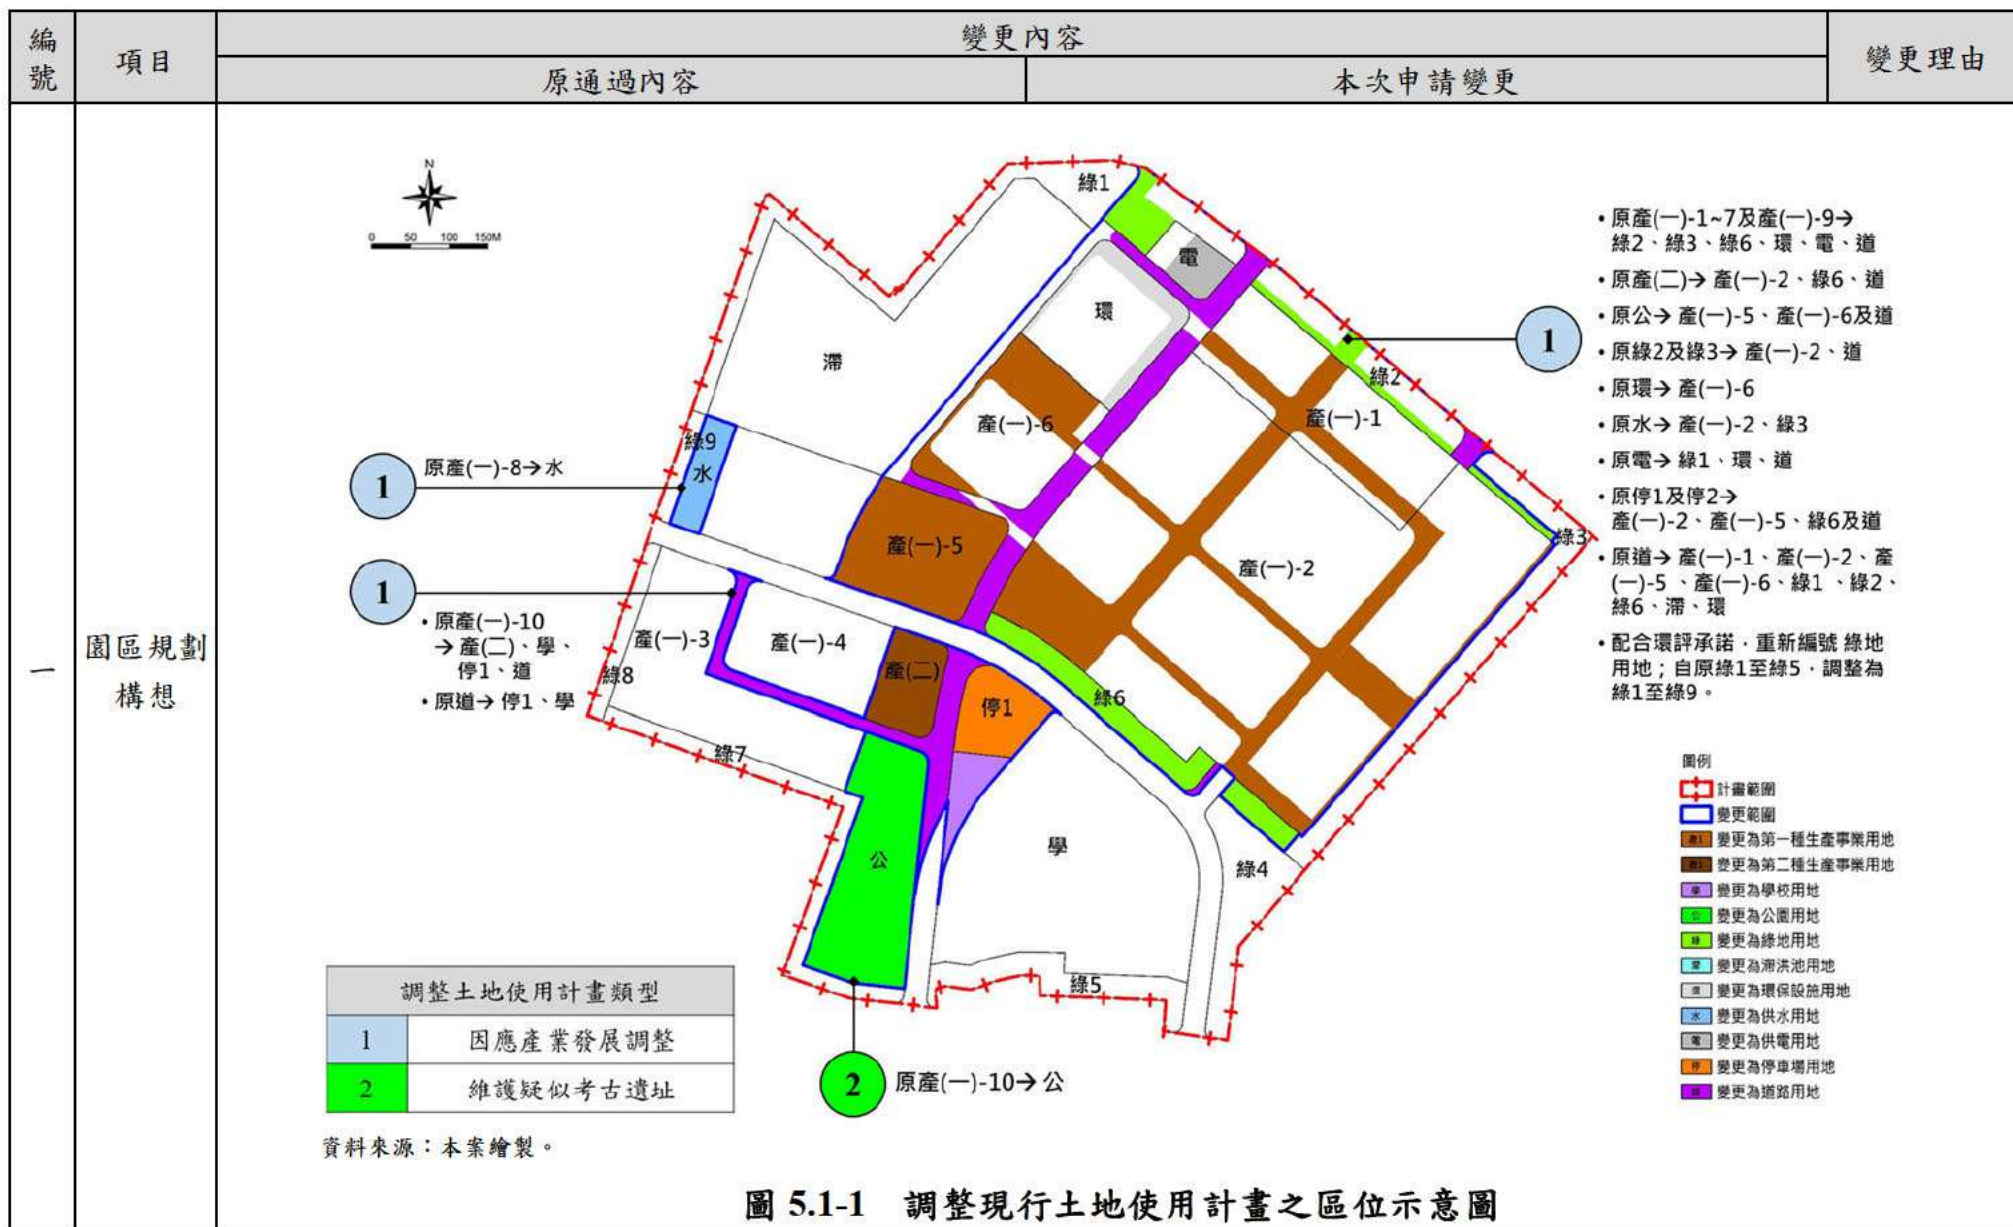 編號
項目
變更內容
原通過內容
本次申請變更
變更理由
一
園區規劃
構想
N
0 50 100 150M
綠1
電
環
滯
綠2
產(一)-1
產(一)-6
綠9
水
綠3
產(一)-5
產(一)-2
產(一)-3
產(一)-4
產(二)
綠8
停1
綠6
綠7
公
學
綠4
綠5
1
原產(一)-8→水
1
•原產(一)-10
→產(二)、學、
停1、道
•原道→停1、學
1
•原產(一)-1~7及產(一)-9→
綠2、綠3、綠6、環、電、道
•原產(二)→產(一)-2、綠6、道
•原公→產(一)-5、產(一)-6及道
•原綠2及綠3→產(一)-2、道
•原環→產(一)-6
•原水→產(一)-2、綠3
•原電→綠1、環、道
•原停1及停2→
產(一)-2、產(一)-5、綠6及道
•原道→產(一)-1、產(一)-2、產
(一)-5、產(一)-6、綠1、綠2、
綠6、滯、環
•配合環評承諾，重新編號 綠地
用地；自原綠1至綠5，調整為
綠1至綠9。
2
原產(一)-10→公
圖例
計畫範圍
變更範圍
變更為第一種生產事業用地
變更為第二種生產事業用地
學 變更為學校用地
公 變更為公園用地
綠 變更為綠地用地
滯 變更為滯洪池用地
環 變更為環保設施用地
水 變更為供水用地
電 變更為供電用地
停 變更為停車場用地
變更為道路用地
調整土地使用計畫類型
1 因應產業發展調整
2 維護疑似考古遺址
資料來源：本案繪製。
圖 5.1-1 調整現行土地使用計畫之區位示意圖